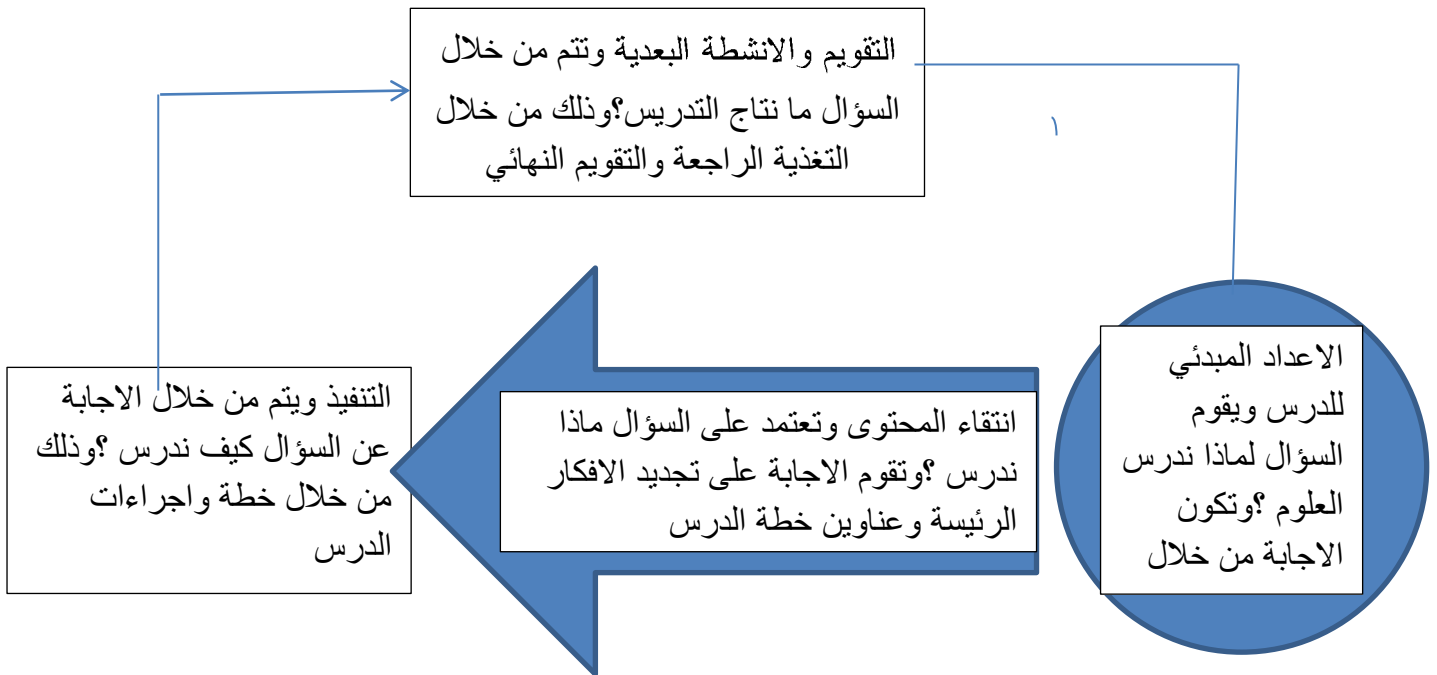 التقويم والانشطة البعدية وتتم من خلال
السؤال ما نتاج التدريس؟وذلك من خلال
التغذية الراجعة والتقويم النهائي
١
الاعداد المبدئي
للدرس ويقوم
السؤال لماذا ندرس
العلوم ؟وتكون
الاجابة من خلال
انتقاء المحتوى وتعتمد على السؤال ماذا
ندرس ؟وتقوم الاجابة على تجديد الافكار
الرئيسة وعناوين خطة الدرس
التنفيذ ويتم من خلال الاجابة
عن السؤال كيف ندرس ؟وذلك
من خلال خطة واجراءات
الدرس